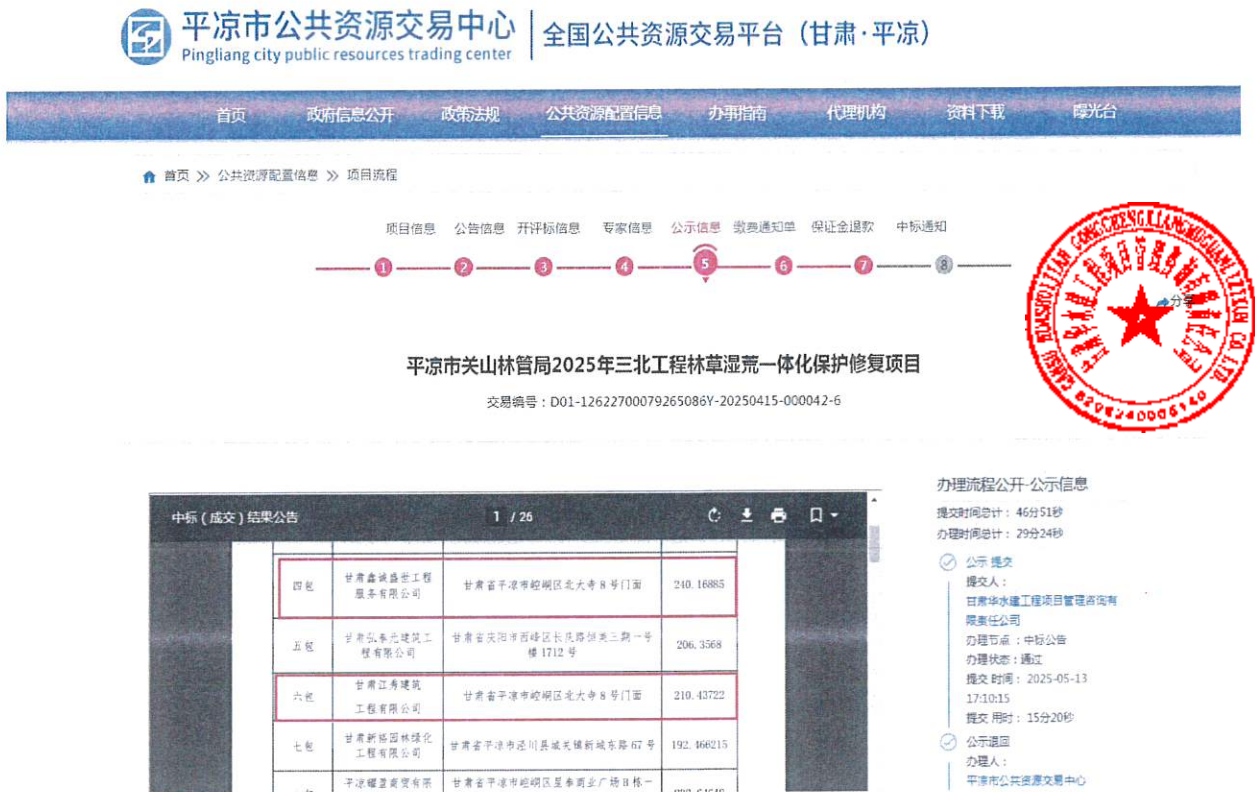 平凉市公共资源交易中心
Pingliang city public resources trading center
全国公共资源交易平台（甘肃·平凉）
首页 政府信息公开 政策法规 公共资源配置信息 办事指南 代理机构 资料下载 曝光台
首页 >> 公共资源配置信息 >> 项目流程
项目信息 公告信息 开评标信息 专家信息 公示信息 缴费通知单 保证金退款 中标通知
1 2 3 4 5 6 7 8
分享
平凉市关山林管局2025年三北工程林草湿荒一体化保护修复项目
交易编号：D01-12622700079265086Y-20250415-000042-6
6208240006140
中标（成交）结果公告 1 / 26
四包 甘肃鑫诚盛世工程服务有限公司 甘肃省平凉市崆峒区北大寺8号门面 240.16885
五包 甘肃弘泰光建筑工程有限公司 甘肃省庆阳市西峰区长庆路恒美三期一号楼1712号 206.3568
六包 甘肃江秀建筑工程有限公司 甘肃省平凉市崆峒区北大寺8号门面 210.43722
七包 甘肃新格园林绿化工程有限公司 甘肃省平凉市泾川县城关镇新城东路67号 192.466215
办理流程公开-公示信息
提交时间总计： 46分51秒
办理时间总计： 29分24秒
公示 提交
提交人：
甘肃华水建工程项目管理咨询有
限责任公司
办理节点 ：中标公告
办理状态：通过
提交 时间： 2025-05-13
17:10:15
提交 用时： 15分20秒
公示退回
办理人：
平凉市公共资源交易中心